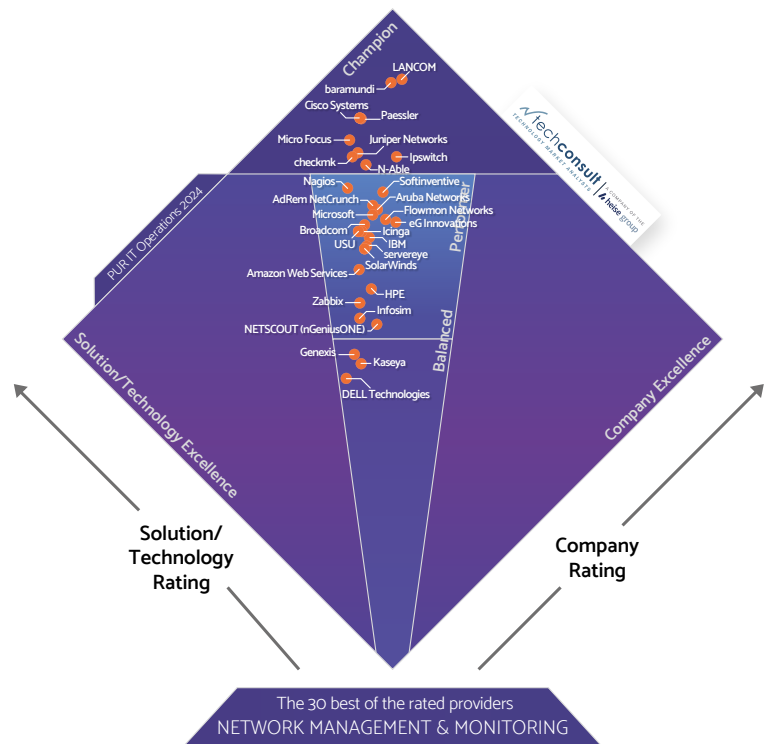 Champion
LANCOM
baramundi
Cisco Systems
Paessler
Micro Focus
Juniper Networks
checkmk
Ipswitch
N-Able
techconsult
TECHNOLOGY MARKET ANALYSTS
A COMPANY OF THE
heise group
PUR IT Operations 2024
Nagios
Softinventive
AdRem NetCrunch
Aruba Networks
Microsoft
Flowmon Networks
Broadcom
eG Innovations
Icinga
USU
IBM
servereye
SolarWinds
Performer
Amazon Web Services
HPE
Zabbix
Infosim
NETSCOUT (nGeniusONE)
Balanced
Genexis
Kaseya
DELL Technologies
Solution/Technology Excellence
Company Excellence
Solution/
Technology
Rating
Company
Rating
The 30 best of the rated providers
NETWORK MANAGEMENT & MONITORING